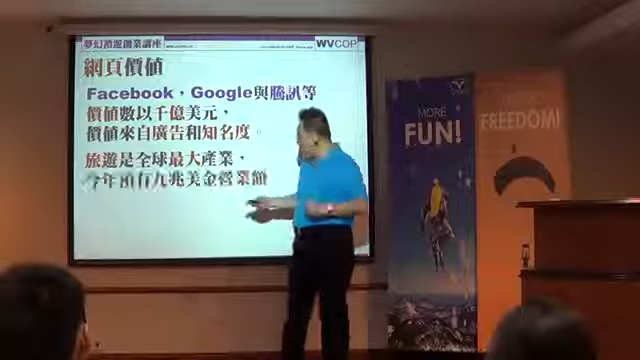 夢幻旅遊創業講座
WVCOP
網頁價值
Facebook，Google與騰訊等
價值數以千億美元，
價值來自廣告和知名度。
旅遊是全球最大產業，
今年預有九兆美金營業額
MORE
FUN!
FREEDOM!